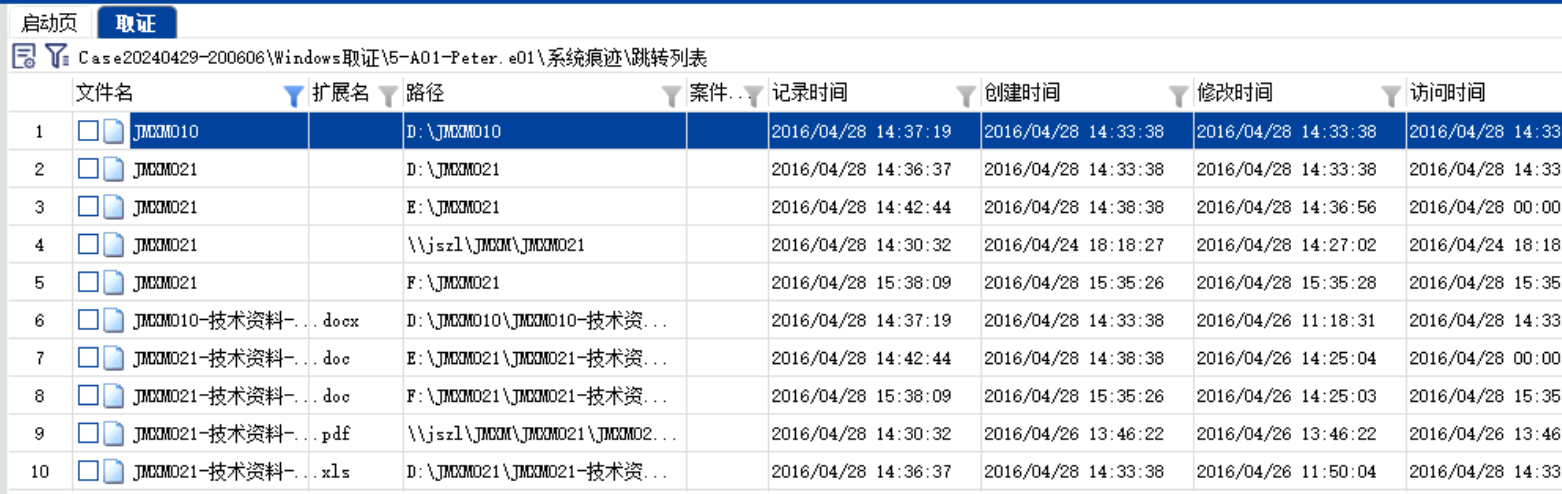 启动页 取证
Case20240429-200606\Windows取证\5-A01-Peter.e01\系统痕迹\跳转列表
文件名 扩展名 路径 案件... 记录时间 创建时间 修改时间 访问时间
1 JMXM010 D:\JMXM010 2016/04/28 14:37:19 2016/04/28 14:33:38 2016/04/28 14:33:38 2016/04/28 14:33
2 JMXM021 D:\JMXM021 2016/04/28 14:36:37 2016/04/28 14:33:38 2016/04/28 14:33:38 2016/04/28 14:33
3 JMXM021 E:\JMXM021 2016/04/28 14:42:44 2016/04/28 14:38:38 2016/04/28 14:36:56 2016/04/28 00:00
4 JMXM021 \\jszl\JMXM\JMXM021 2016/04/28 14:30:32 2016/04/24 18:18:27 2016/04/28 14:27:02 2016/04/24 18:18
5 JMXM021 F:\JMXM021 2016/04/28 15:38:09 2016/04/28 15:35:26 2016/04/28 15:35:28 2016/04/28 15:35
6 JMXM010-技术资料-... .docx D:\JMXM010\JMXM010-技术资... 2016/04/28 14:37:19 2016/04/28 14:33:38 2016/04/26 11:18:31 2016/04/28 14:33
7 JMXM021-技术资料-... .doc E:\JMXM021\JMXM021-技术资... 2016/04/28 14:42:44 2016/04/28 14:38:38 2016/04/26 14:25:04 2016/04/28 00:00
8 JMXM021-技术资料-... .doc F:\JMXM021\JMXM021-技术资... 2016/04/28 15:38:09 2016/04/28 15:35:26 2016/04/26 14:25:03 2016/04/28 15:35
9 JMXM021-技术资料-... .pdf \\jszl\JMXM\JMXM021\JMXM02... 2016/04/28 14:30:32 2016/04/26 13:46:22 2016/04/26 13:46:22 2016/04/26 13:46
10 JMXM021-技术资料-... .xls D:\JMXM021\JMXM021-技术资... 2016/04/28 14:36:37 2016/04/28 14:33:38 2016/04/26 11:50:04 2016/04/28 14:33